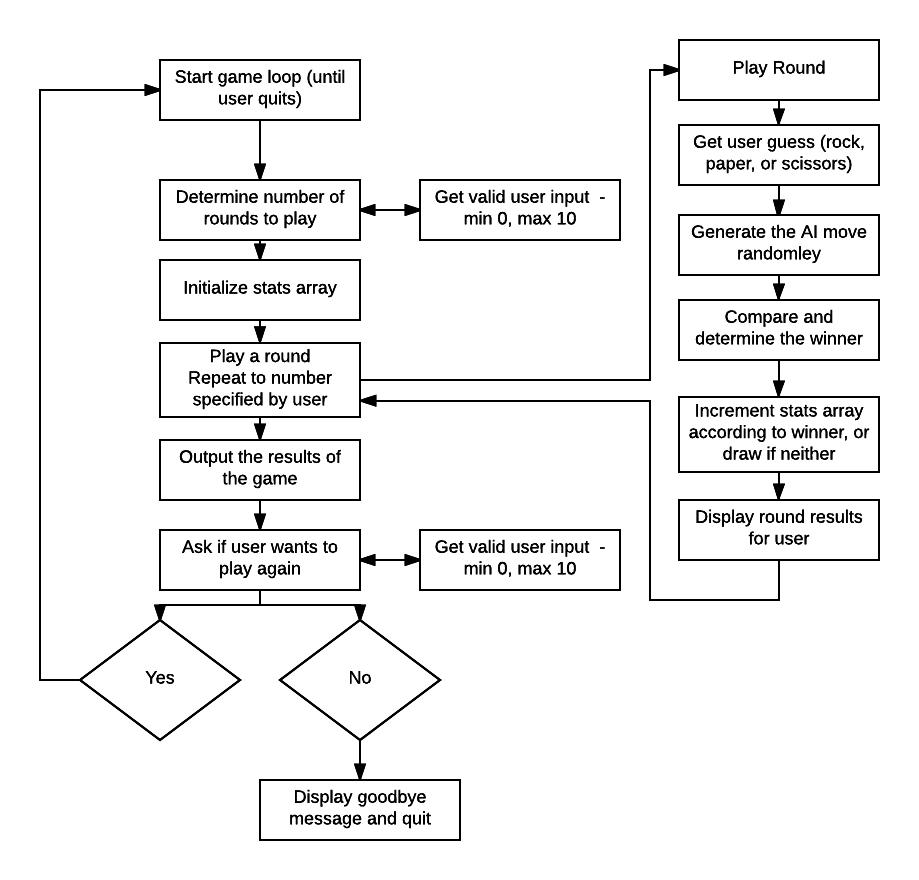 Start game loop (until
user quits)
Determine number of
rounds to play
Get valid user input -
min 0, max 10
Initialize stats array
Play a round
Repeat to number
specified by user
Output the results of
the game
Ask if user wants to
play again
Get valid user input -
min 0, max 10
Yes
No
Display goodbye
message and quit
Play Round
Get user guess (rock,
paper, or scissors)
Generate the AI move
randomley
Compare and
determine the winner
Increment stats array
according to winner, or
draw if neither
Display round results
for user